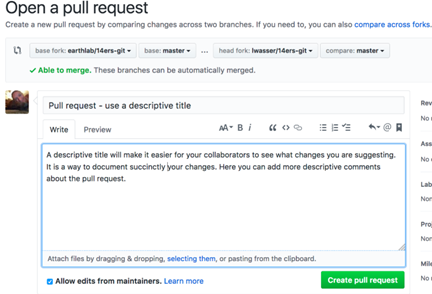 Open a pull request
Create a new pull request by comparing changes across two branches. If you need to, you can also compare across forks.
base fork: earthlab/14ers-git base: master ... head fork: lwasser/14ers-git compare: master
✓ Able to merge. These branches can be automatically merged.
Pull request - use a descriptive title
Write Preview AA B i “ <> @
A descriptive title will make it easier for your collaborators to see what changes you are suggesting.
It is a way to document succinctly your changes. Here you can add more descriptive comments
about the pull request.
Attach files by dragging & dropping, selecting them, or pasting from the clipboard.
Allow edits from maintainers. Learn more
Create pull request
Rev
No r
Ass
No
Lab
Non
Proj
Non
Mile
No